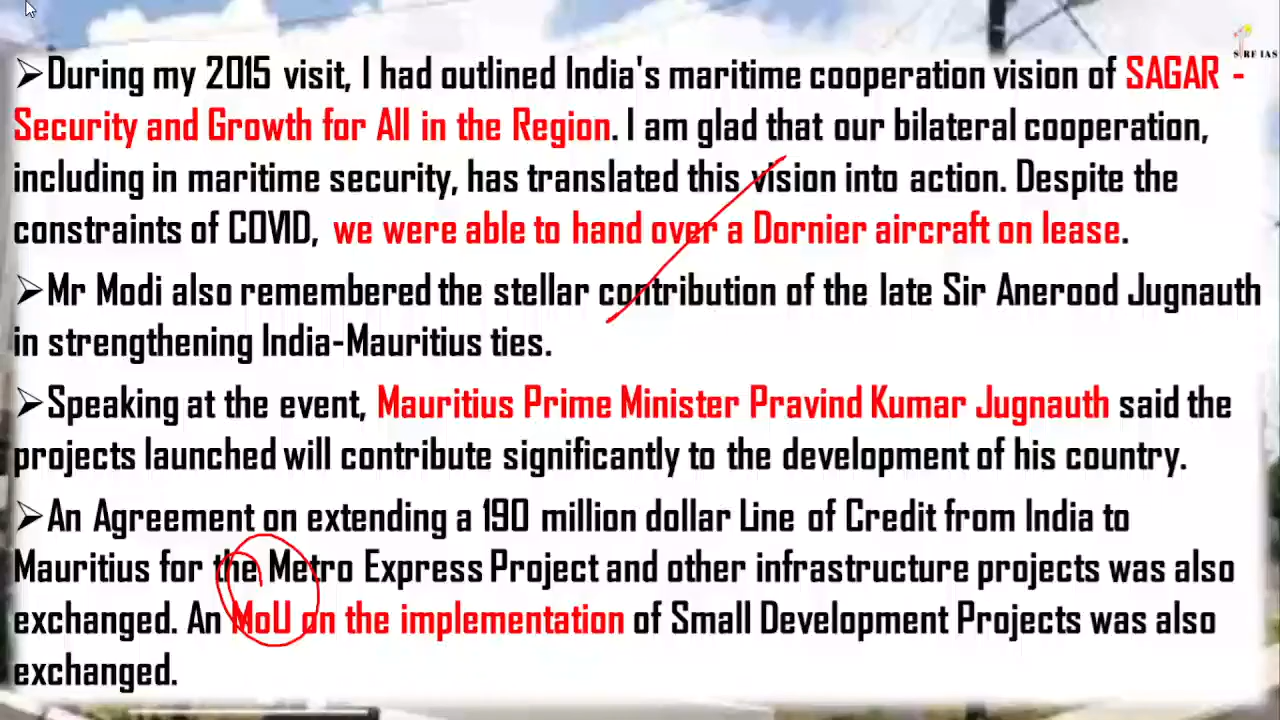 S RE IAS
➢During my 2015 visit, I had outlined India's maritime cooperation vision of SAGAR -
Security and Growth for All in the Region. I am glad that our bilateral cooperation,
including in maritime security, has translated this vision into action. Despite the
constraints of COVID, we were able to hand over a Dornier aircraft on lease.
➢Mr Modi also remembered the stellar contribution of the late Sir Anerood Jugnauth
in strengthening India-Mauritius ties.
➢Speaking at the event, Mauritius Prime Minister Pravind Kumar Jugnauth said the
projects launched will contribute significantly to the development of his country.
➢An Agreement on extending a 190 million dollar Line of Credit from India to
Mauritius for the Metro Express Project and other infrastructure projects was also
exchanged. An MoU on the implementation of Small Development Projects was also
exchanged.